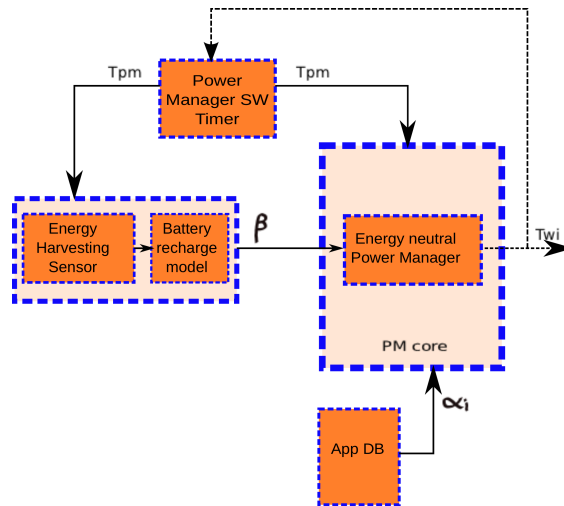 Tpm
Power
Manager SW
Timer
Tpm
Energy
Harvesting
Sensor
Battery
recharge
model
β
Energy neutral
Power Manager
Twi
PM core
αi
App DB